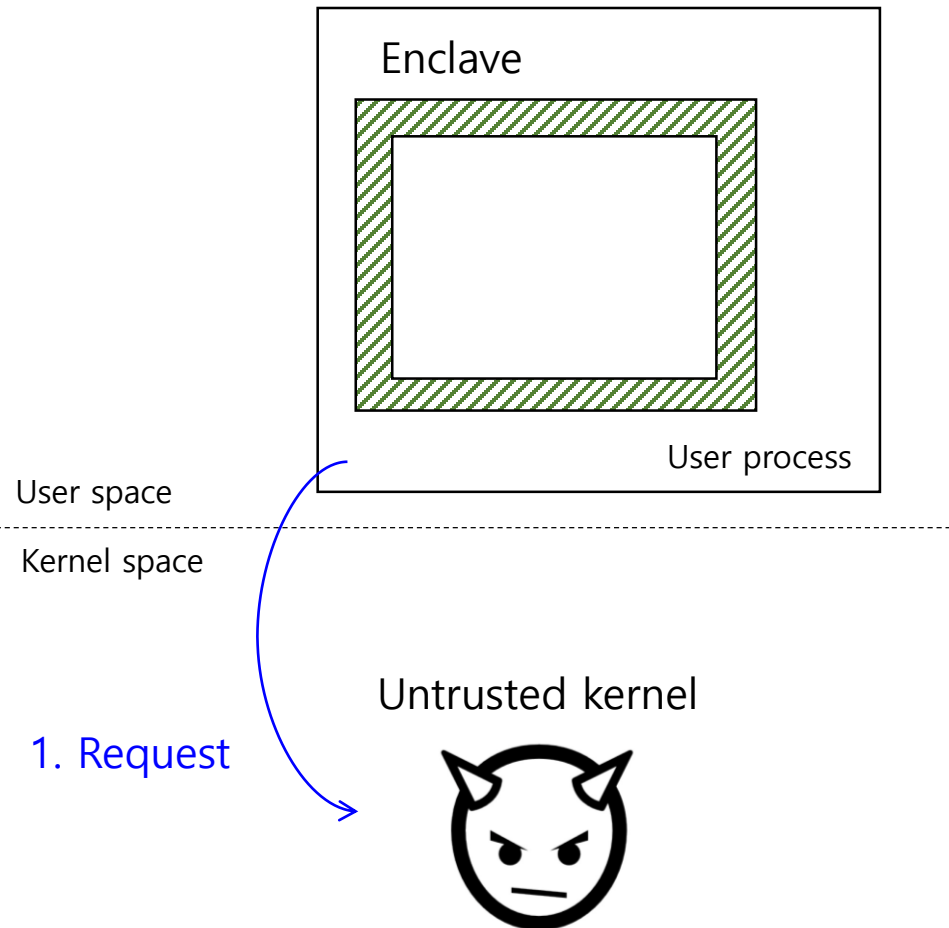 Enclave
User process
User space
Kernel space
Untrusted kernel
1. Request